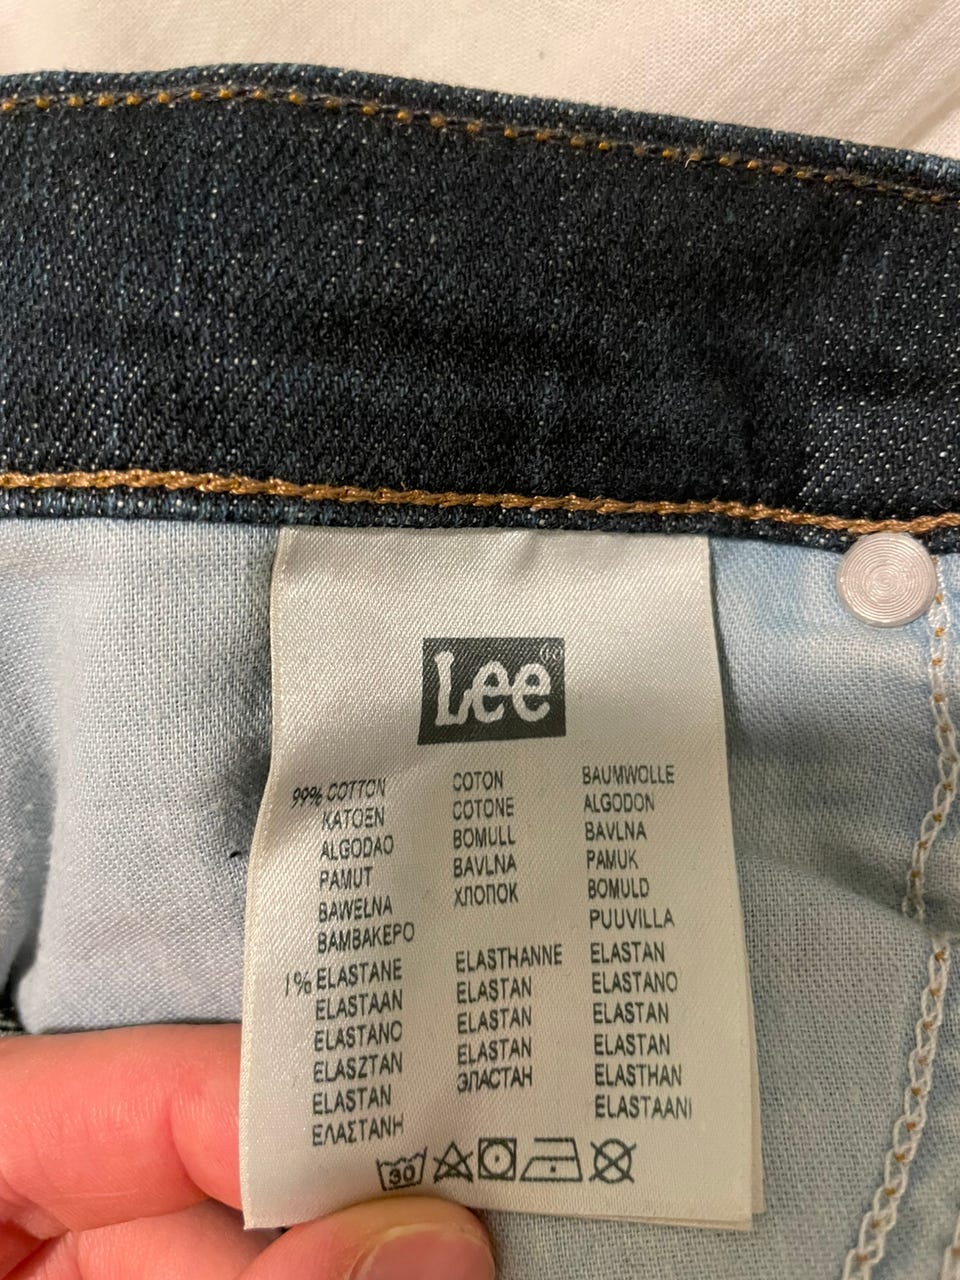 Lee®
99% COTTON COTON BAUMWOLLE
KATOEN COTONE ALGODON
ALGODAO BOMULL BAVLNA
PAMUT BAVLNA PAMUK
BAWEŁNA ХЛОПОК BOMULD
ΒΑΜΒΑΚΕΡΟ PUUVILLA
1% ELASTANE ELASTHANNE ELASTAN
ELASTAAN ELASTAN ELASTANO
ELASTANO ELASTAN ELASTAN
ELASZTAN ELASTAN ELASTAN
ELASTAN ЭЛАСТАН ELASTHAN
ΕΛΑΣΤΑΝΗ ELASTAANI
30